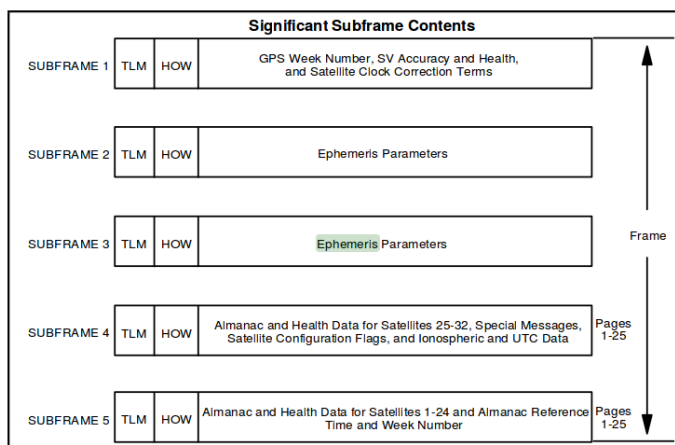 Significant Subframe Contents
SUBFRAME 1 TLM HOW GPS Week Number, SV Accuracy and Health,
and Satellite Clock Correction Terms
SUBFRAME 2 TLM HOW Ephemeris Parameters
SUBFRAME 3 TLM HOW Ephemeris Parameters
Frame
SUBFRAME 4 TLM HOW Almanac and Health Data for Satellites 25-32, Special Messages, Pages
Satellite Configuration Flags, and Ionospheric and UTC Data 1-25
SUBFRAME 5 TLM HOW Almanac and Health Data for Satellites 1-24 and Almanac Reference Pages
Time and Week Number 1-25